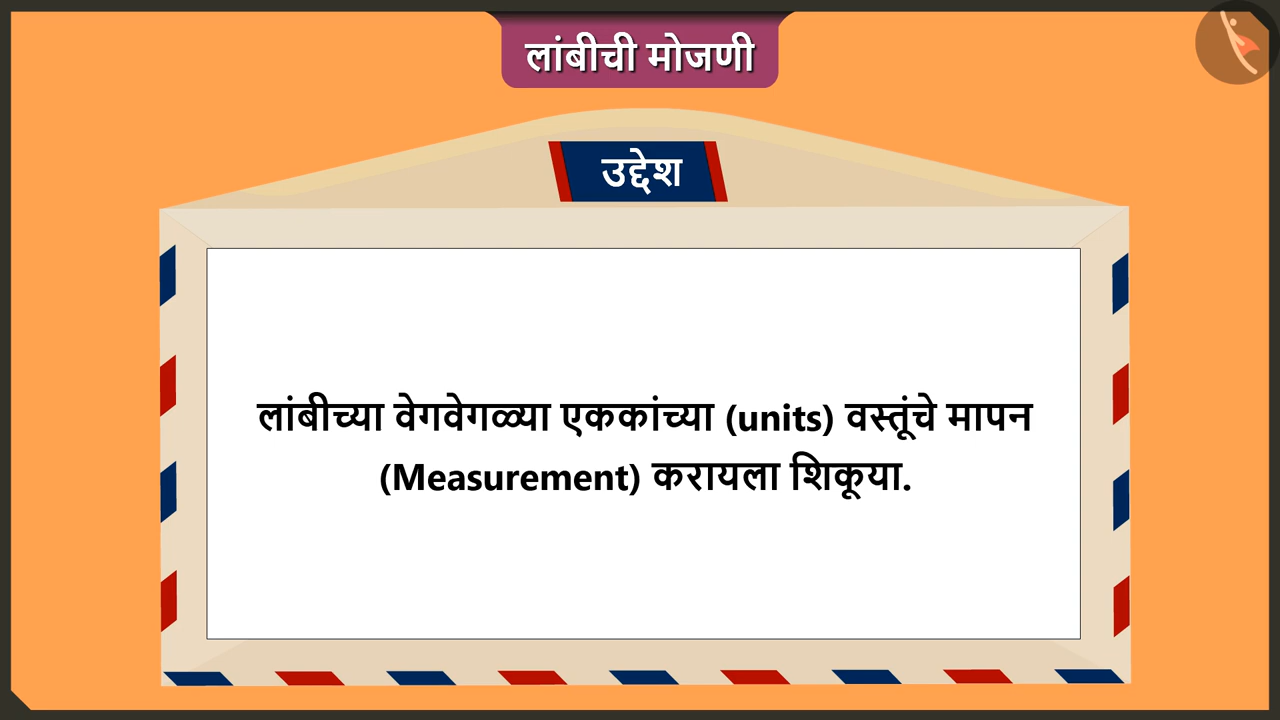 लांबीची मोजणी
उद्देश
लांबीच्या वेगवेगळ्या एककांच्या (units) वस्तूंचे मापन
(Measurement) करायला शिकूया.